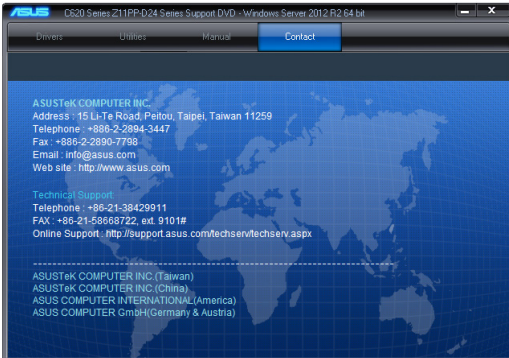 ASUS C620 Series Z11PP-D24 Series Support DVD - Windows Server 2012 R2 64 bit
Drivers Utilities Manual Contact
ASUSTeK COMPUTER INC.
Address : 15 Li-Te Road, Peitou, Taipei, Taiwan 11259
Telephone : +886-2-2894-3447
Fax : +886-2-2890-7798
Email : info@asus.com
Web site : http://www.asus.com
Technical Support
Telephone : +86-21-38429911
FAX : +86-21-58668722, ext. 9101#
Online Support : http://support.asus.com/techserv/techserv.aspx
ASUSTeK COMPUTER INC.(Taiwan)
ASUSTeK COMPUTER INC.(China)
ASUS COMPUTER INTERNATIONAL(America)
ASUS COMPUTER GmbH(Germany & Austria)